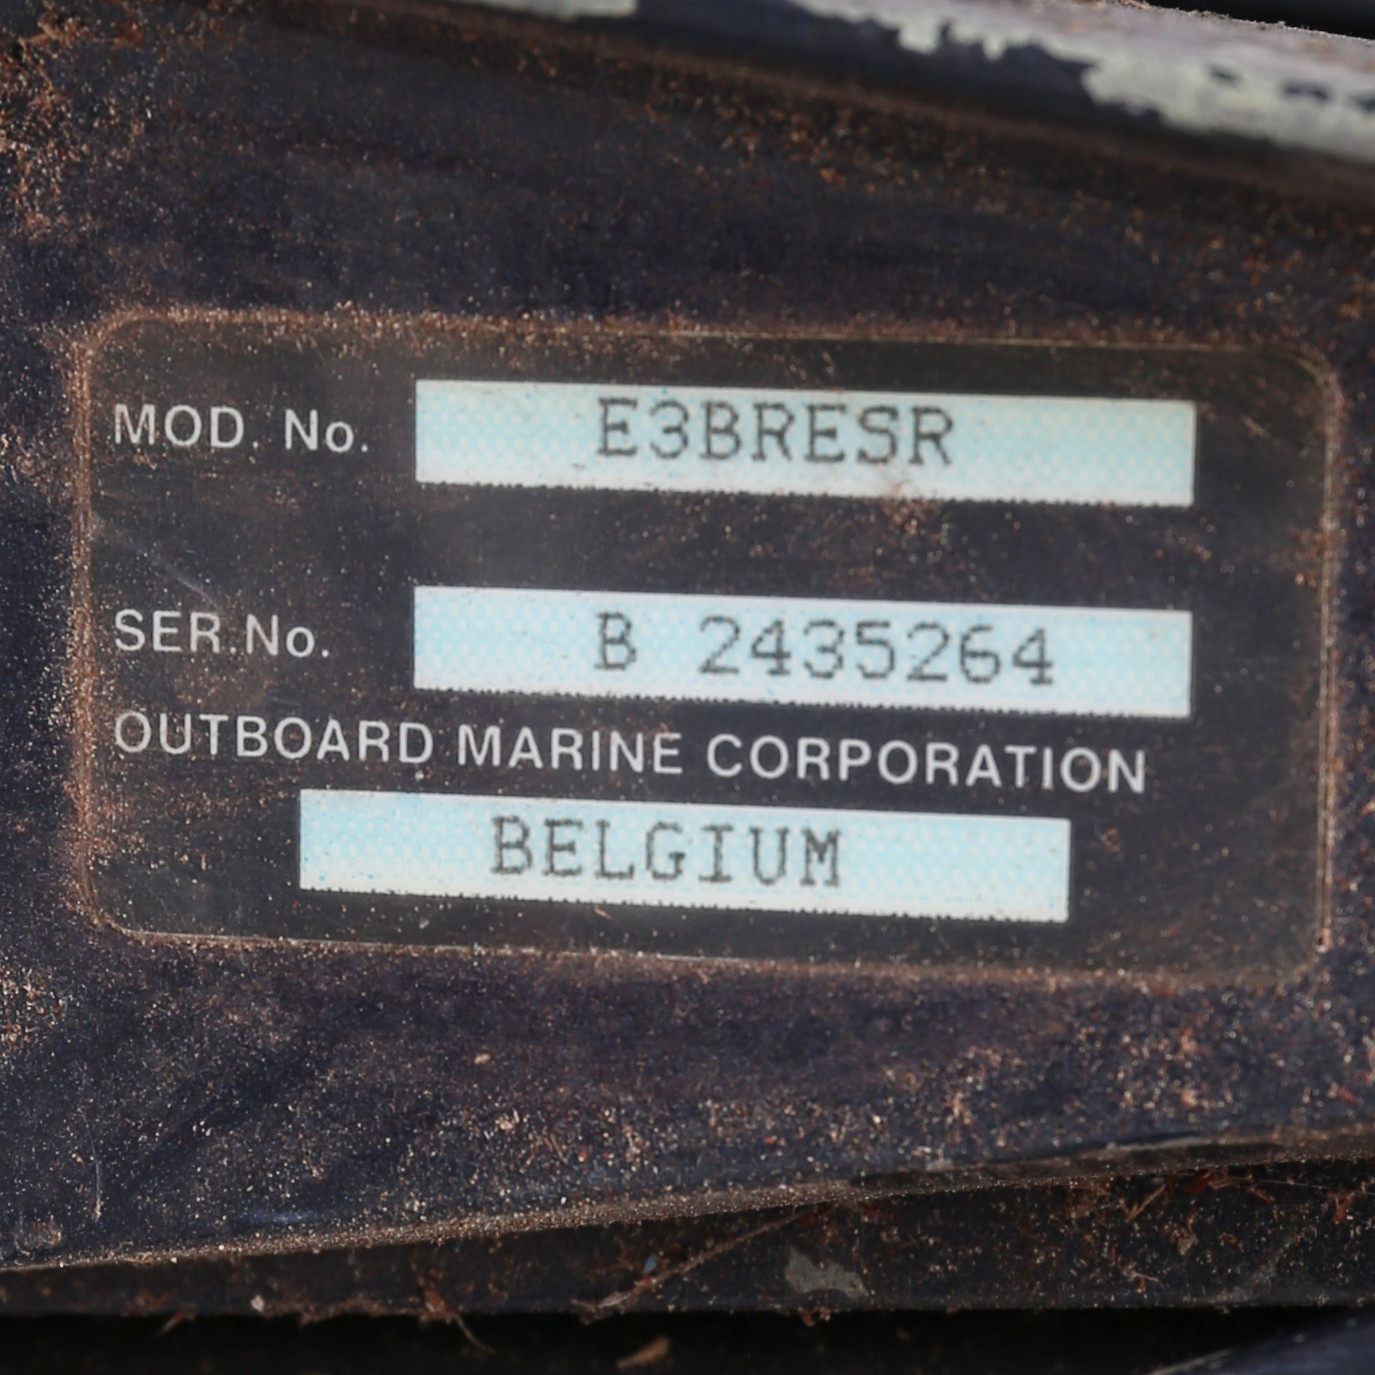 MOD. No. E3BRESR
SER.No. B 2435264
OUTBOARD MARINE CORPORATION
BELGIUM